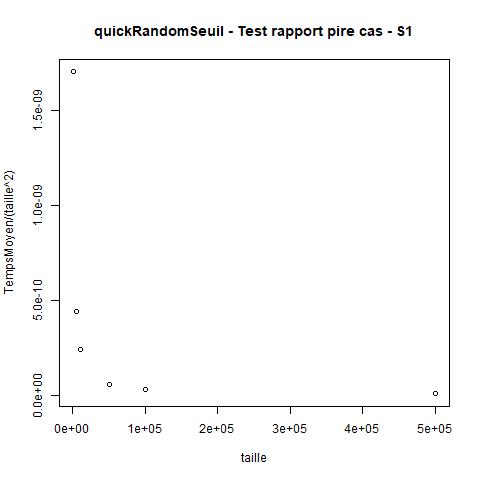 quickRandomSeuil - Test rapport pire cas - S1
TempsMoyen/(taille^2)
1.5e-09
1.0e-09
5.0e-10
0.0e+00
0e+00 1e+05 2e+05 3e+05 4e+05 5e+05
taille